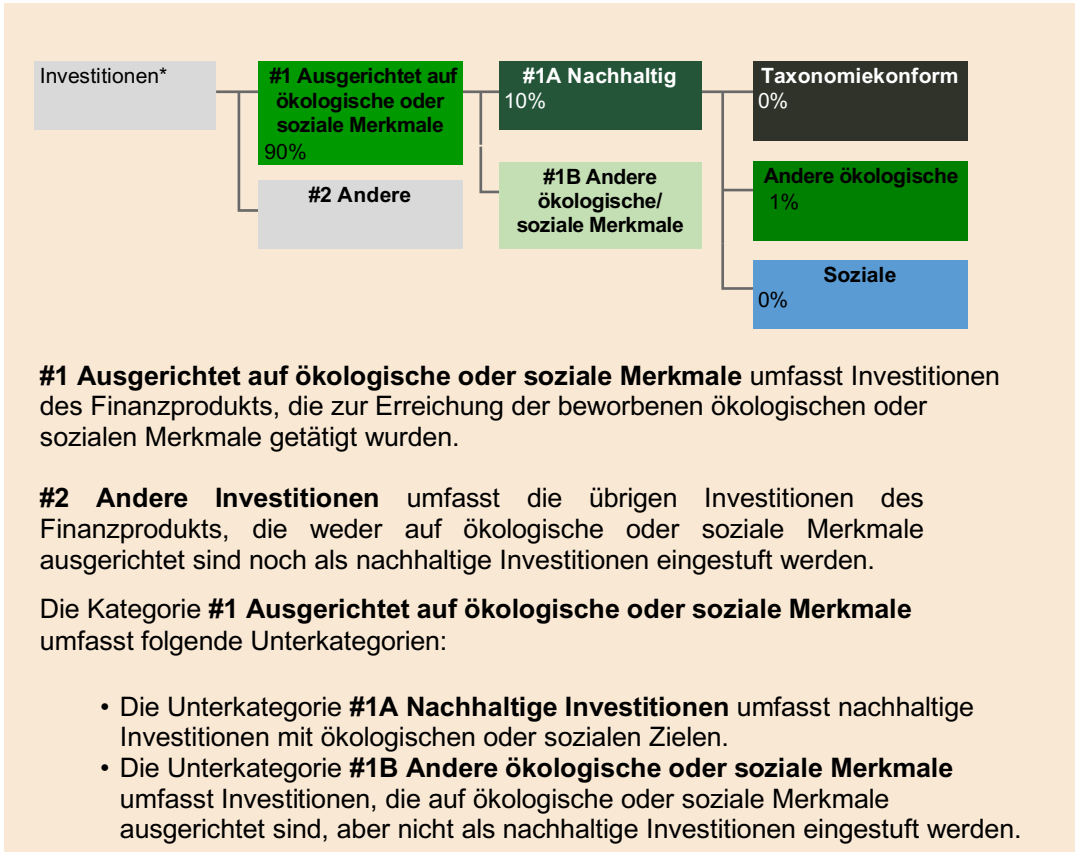 Investitionen*
#1 Ausgerichtet auf
ökologische oder
soziale Merkmale
90%
#2 Andere
#1A Nachhaltig
10%
#1B Andere
ökologische/
soziale Merkmale
Taxonomiekonform
0%
Andere ökologische
1%
Soziale
0%
#1 Ausgerichtet auf ökologische oder soziale Merkmale umfasst Investitionen
des Finanzprodukts, die zur Erreichung der beworbenen ökologischen oder
sozialen Merkmale getätigt wurden.
#2 Andere Investitionen umfasst die übrigen Investitionen des
Finanzprodukts, die weder auf ökologische oder soziale Merkmale
ausgerichtet sind noch als nachhaltige Investitionen eingestuft werden.
Die Kategorie #1 Ausgerichtet auf ökologische oder soziale Merkmale
umfasst folgende Unterkategorien:
• Die Unterkategorie #1A Nachhaltige Investitionen umfasst nachhaltige
Investitionen mit ökologischen oder sozialen Zielen.
• Die Unterkategorie #1B Andere ökologische oder soziale Merkmale
umfasst Investitionen, die auf ökologische oder soziale Merkmale
ausgerichtet sind, aber nicht als nachhaltige Investitionen eingestuft werden.